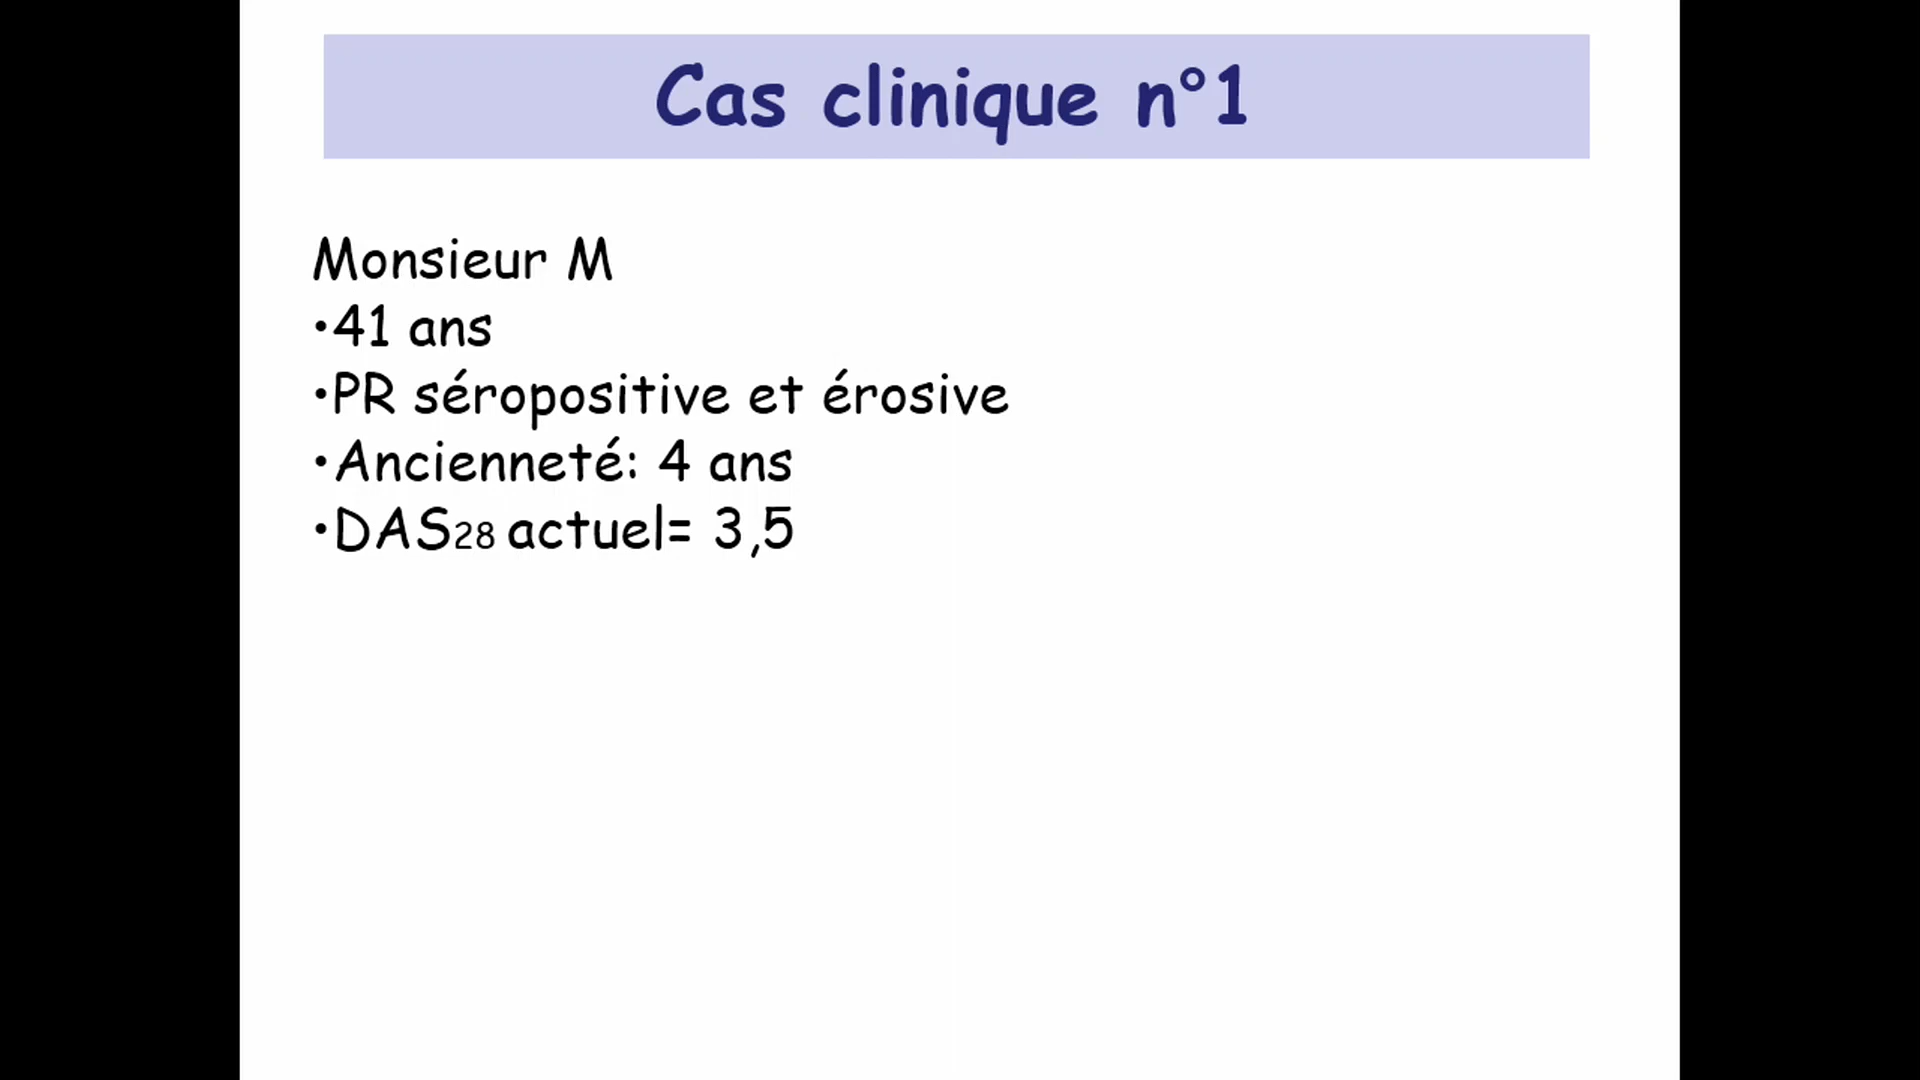 Cas clinique n°1
Monsieur M
•41 ans
•PR séropositive et érosive
•Ancienneté: 4 ans
•DAS28 actuel= 3,5